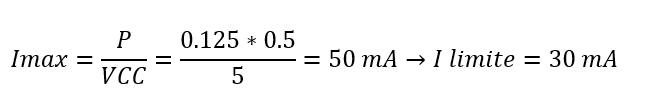 Imax = P/VCC = 0.125 * 0.5/5 = 50 mA → I limite = 30 mA